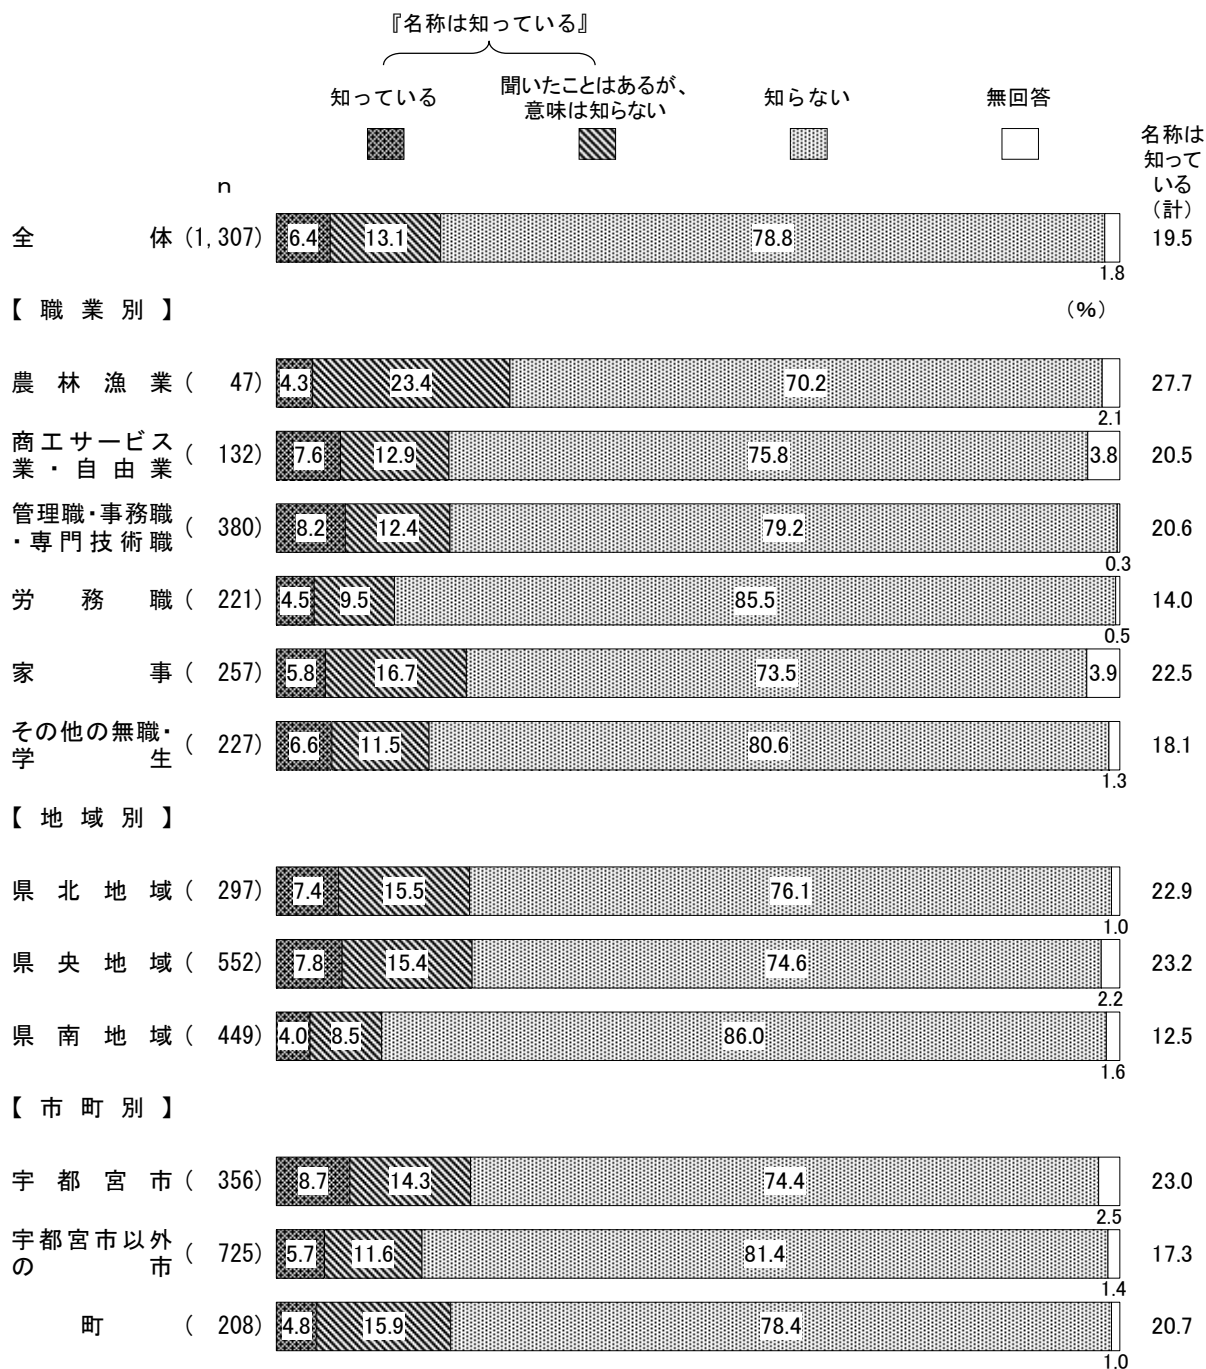 『名称は知っている』
知っている
聞いたことはあるが、
意味は知らない
知らない
無回答
名称は
知って
いる
（計）
n
全体(1,307) 6.4 13.1 78.8 1.8 19.5
【職業別】 （%）
農林漁業( 47) 4.3 23.4 70.2 2.1 27.7
商工サービス
業・自由業( 132) 7.6 12.9 75.8 3.8 20.5
管理職・事務職
・専門技術職( 380) 8.2 12.4 79.2 0.3 20.6
労務職( 221) 4.5 9.5 85.5 0.5 14.0
家事( 257) 5.8 16.7 73.5 3.9 22.5
その他の無職・
学生( 227) 6.6 11.5 80.6 1.3 18.1
【地域別】
県北地域( 297) 7.4 15.5 76.1 1.0 22.9
県央地域( 552) 7.8 15.4 74.6 2.2 23.2
県南地域( 449) 4.0 8.5 86.0 1.6 12.5
【市町別】
宇都宮市( 356) 8.7 14.3 74.4 2.5 23.0
宇都宮市以外
の市( 725) 5.7 11.6 81.4 1.4 17.3
町( 208) 4.8 15.9 78.4 1.0 20.7